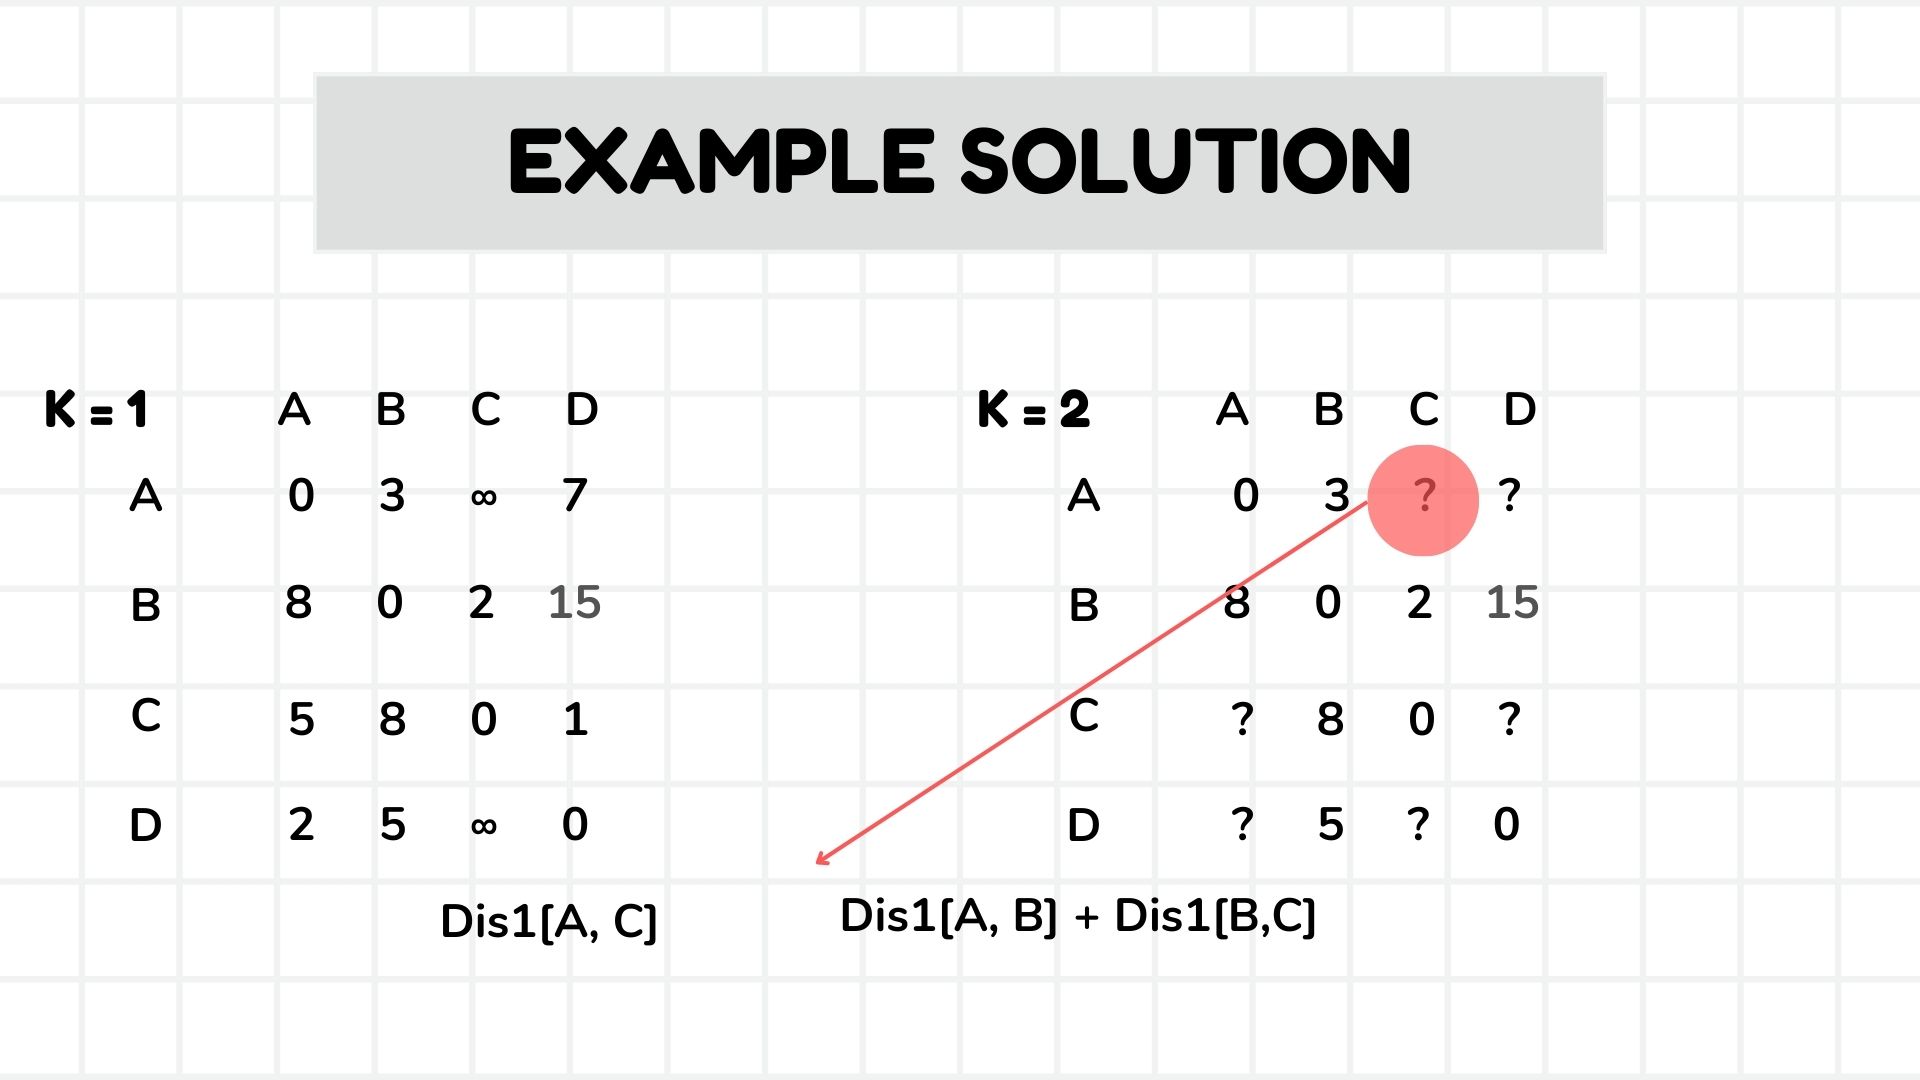 EXAMPLE SOLUTION
K = 1 A B C D
A 0 3 ∞ 7
B 8 0 2 15
C 5 8 0 1
D 2 5 ∞ 0
K = 2 A B C D
A 0 3 ? ?
B 8 0 2 15
C ? 8 0 ?
D ? 5 ? 0
Dis1[A, C]
Dis1[A, B] + Dis1[B,C]